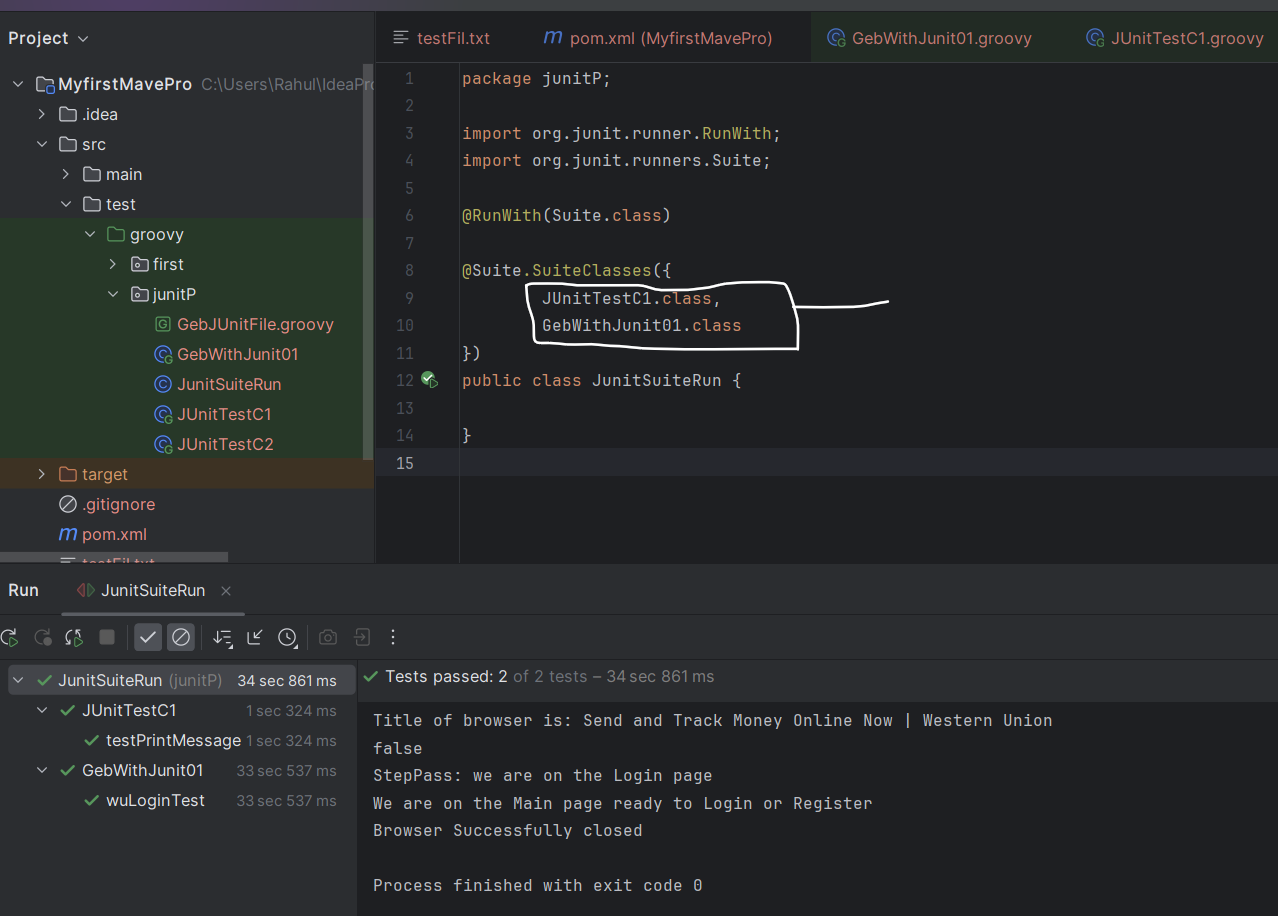 Project
testFil.txt
m pom.xml (MyfirstMavePro)
GebWithJunit01.groovy
JUnitTestC1.groovy
MyfirstMavePro C:\Users\Rahul\IdeaPr
.idea
src
main
test
groovy
first
junitP
GebJUnitFile.groovy
GebWithJunit01
JunitSuiteRun
JUnitTestC1
JUnitTestC2
target
.gitignore
m pom.xml
testFil.txt
1 package junitP;
2
3 import org.junit.runner.RunWith;
4 import org.junit.runners.Suite;
5
6 @RunWith(Suite.class)
7
8 @Suite.SuiteClasses({
9 JUnitTestC1.class,
10 GebWithJunit01.class
11 })
12 public class JunitSuiteRun {
13
14 }
15
Run
JunitSuiteRun
JunitSuiteRun (junitP) 34 sec 861 ms
JUnitTestC1 1 sec 324 ms
testPrintMessage 1 sec 324 ms
GebWithJunit01 33 sec 537 ms
wuLoginTest 33 sec 537 ms
Tests passed: 2 of 2 tests – 34 sec 861 ms
Title of browser is: Send and Track Money Online Now | Western Union
false
StepPass: we are on the Login page
We are on the Main page ready to Login or Register
Browser Successfully closed
Process finished with exit code 0